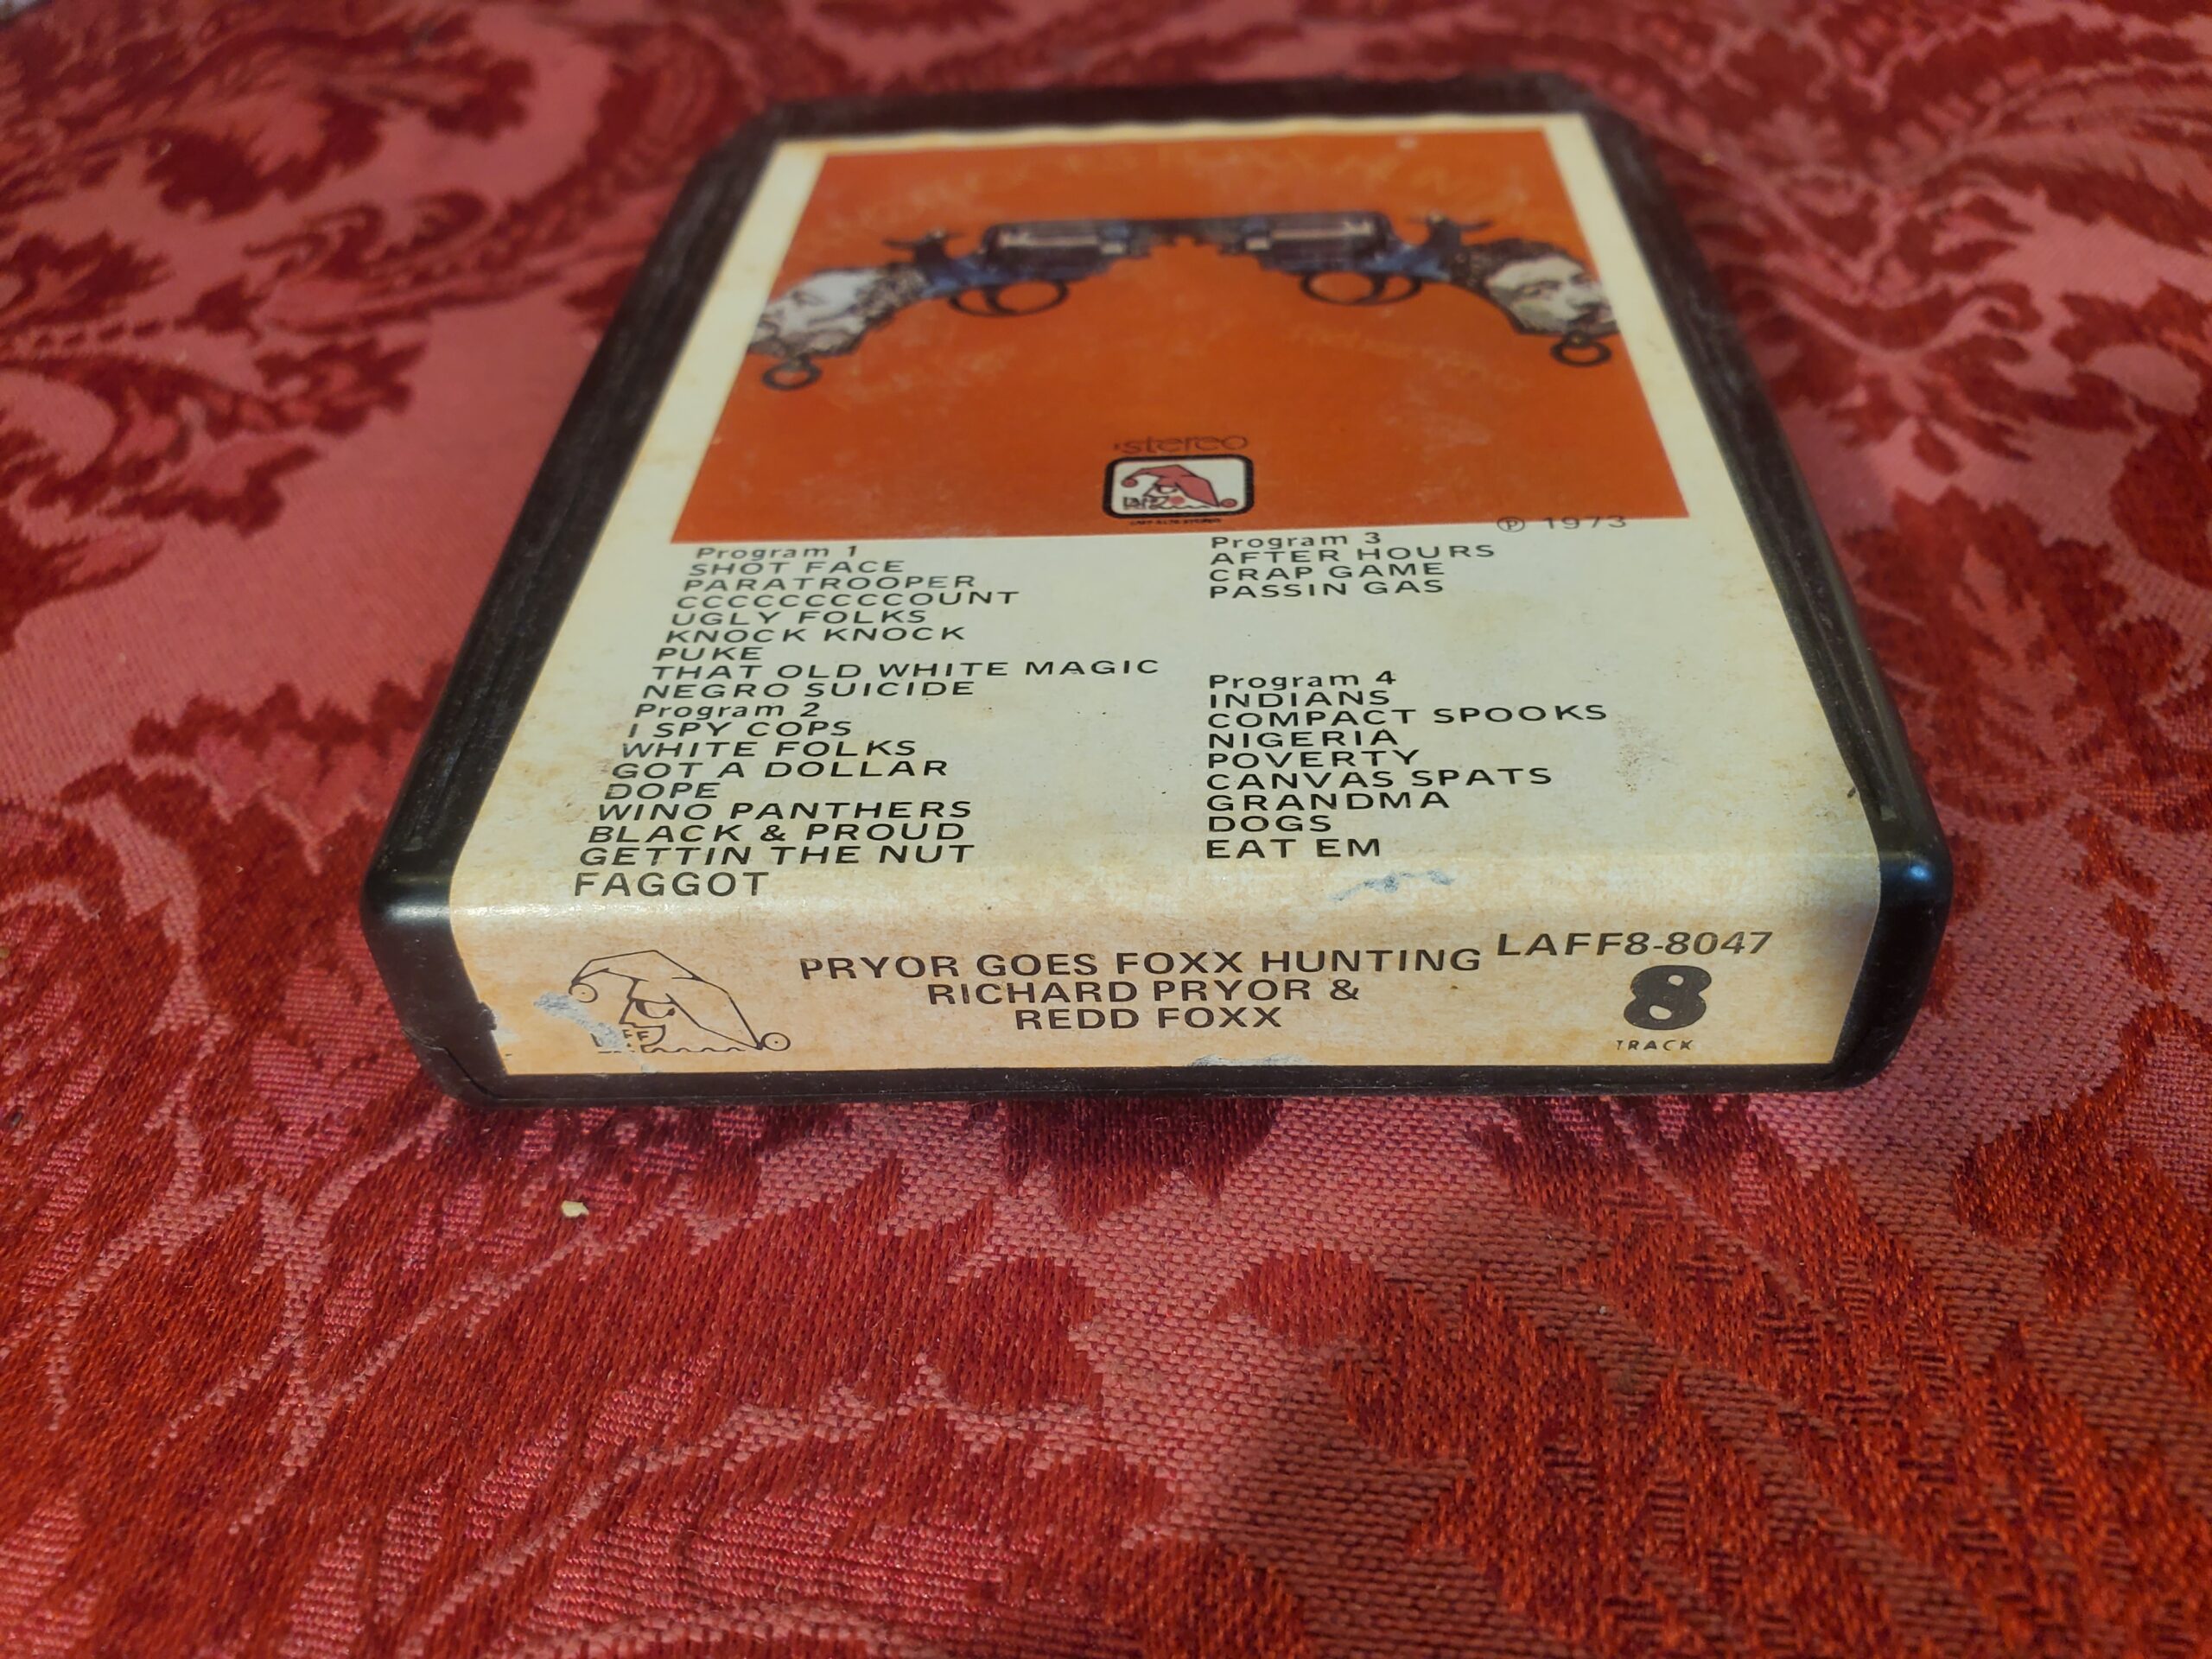 stereo
℗ 1973
Program 1
SHOT FACE
PARATROOPER
CCCCCCCCCCOUNT
UGLY FOLKS
KNOCK KNOCK
PUKE
THAT OLD WHITE MAGIC
NEGRO SUICIDE
Program 2
I SPY COPS
WHITE FOLKS
GOT A DOLLAR
DOPE
WINO PANTHERS
BLACK & PROUD
GETTIN THE NUT
FAGGOT
Program 3
AFTER HOURS
CRAP GAME
PASSIN GAS
Program 4
INDIANS
COMPACT SPOOKS
NIGERIA
POVERTY
CANVAS SPATS
GRANDMA
DOGS
EAT EM
PRYOR GOES FOXX HUNTING
RICHARD PRYOR &
REDD FOXX
LAFF8-8047
8
TRACK